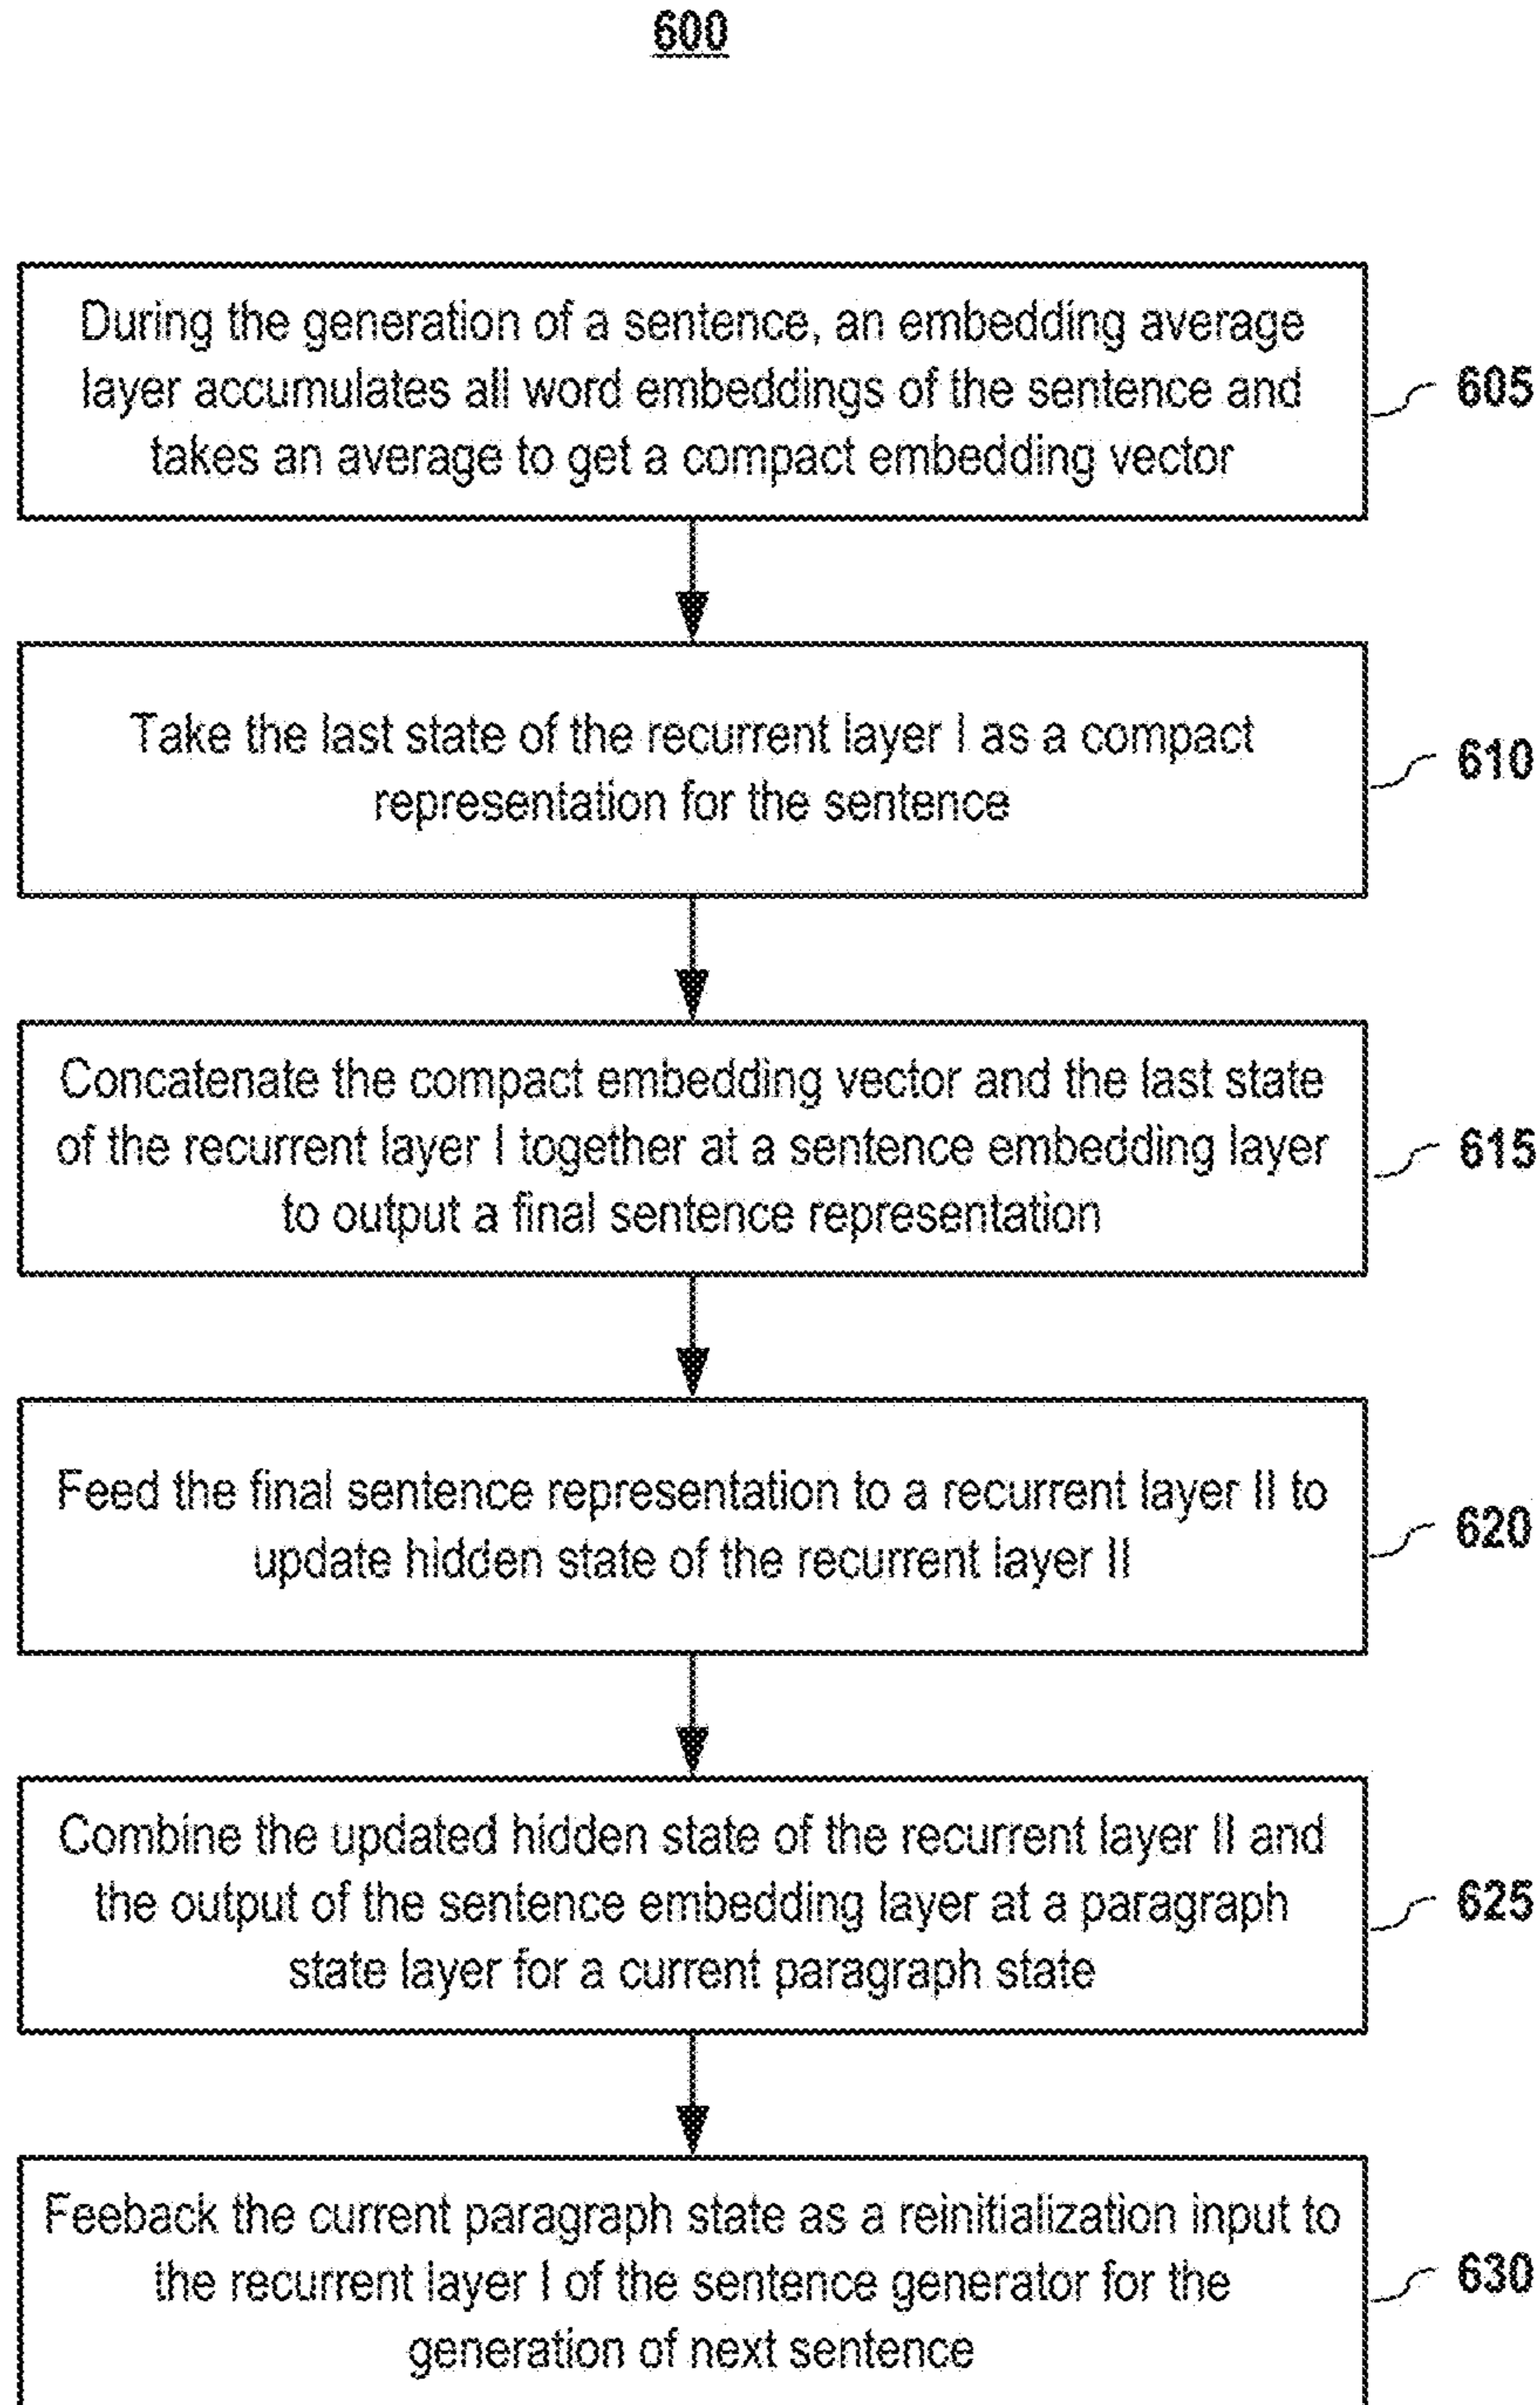 600
During the generation of a sentence, an embedding average
layer accumulates all word embeddings of the sentence and
takes an average to get a compact embedding vector
605
Take the last state of the recurrent layer I as a compact
representation for the sentence
610
Concatenate the compact embedding vector and the last state
of the recurrent layer I together at a sentence embedding layer
to output a final sentence representation
615
Feed the final sentence representation to a recurrent layer II to
update hidden state of the recurrent layer II
620
Combine the updated hidden state of the recurrent layer II and
the output of the sentence embedding layer at a paragraph
state layer for a current paragraph state
625
Feeback the current paragraph state as a reinitialization input to
the recurrent layer I of the sentence generator for the
generation of next sentence
630